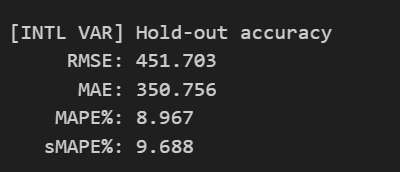 [INTL VAR] Hold-out accuracy
RMSE: 451.703
MAE: 350.756
MAPE%: 8.967
sMAPE%: 9.688